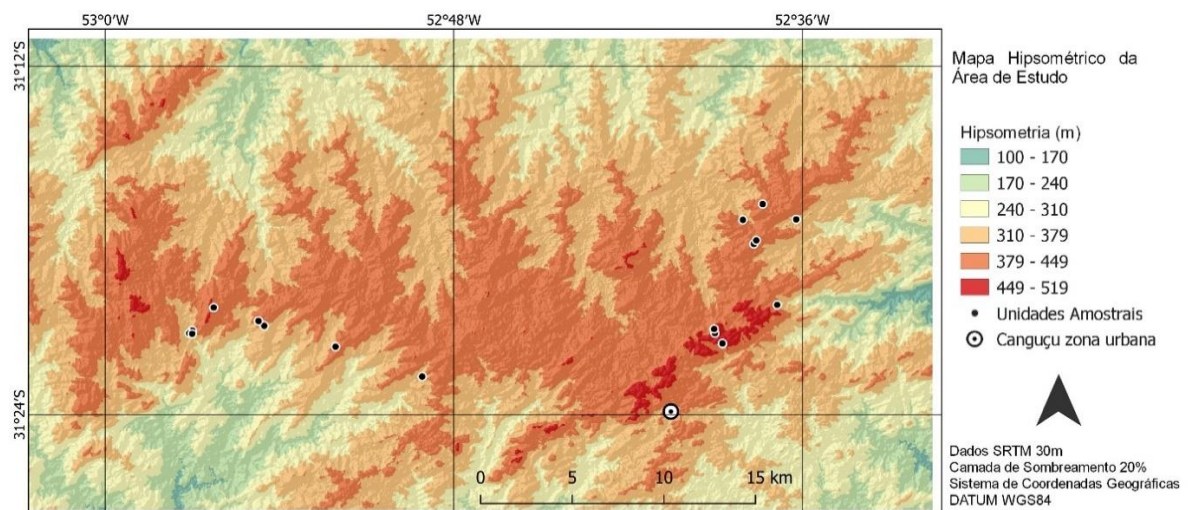 53°0'W
52°48'W
52°36'W
31°12'S
31°24'S
Mapa Hipsométrico da
Área de Estudo
Hipsometria (m)
100 - 170
170 - 240
240 - 310
310 - 379
379 - 449
449 - 519
Unidades Amostrais
Canguçu zona urbana
0 5 10 15 km
Dados SRTM 30m
Camada de Sombreamento 20%
Sistema de Coordenadas Geográficas
DATUM WGS84